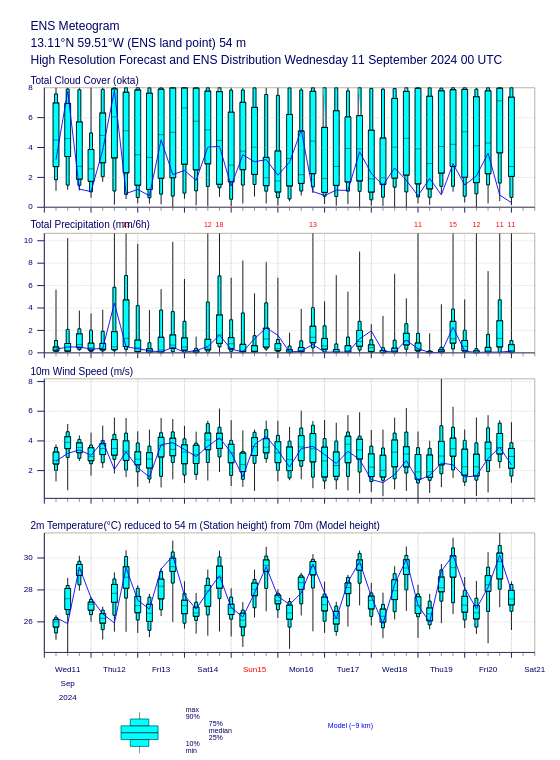 ENS Meteogram
13.11°N 59.51°W (ENS land point) 54 m
High Resolution Forecast and ENS Distribution Wednesday 11 September 2024 00 UTC
Total Cloud Cover (okta)
8
6
4
2
0
Total Precipitation (mm/6h)
12 18 13 11 15 12 11 11
10
8
6
4
2
0
10m Wind Speed (m/s)
8
6
4
2
2m Temperature(°C) reduced to 54 m (Station height) from 70m (Model height)
30
28
26
Wed11 Thu12 Fri13 Sat14 Sun15 Mon16 Tue17 Wed18 Thu19 Fri20 Sat21
Sep
2024
max
90%
75%
median
25%
10%
min
Model (~9 km)